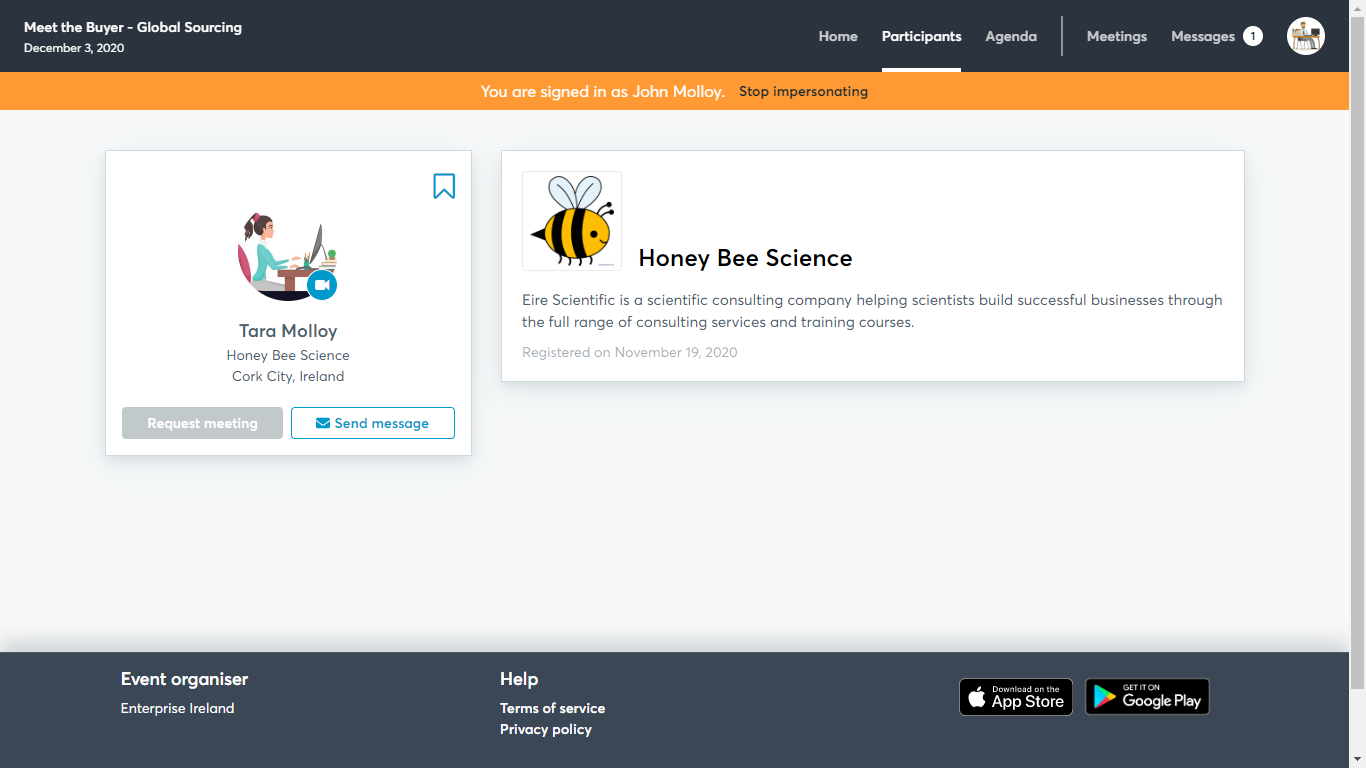 Meet the Buyer - Global Sourcing
December 3, 2020
Home Participants Agenda Meetings Messages 1
You are signed in as John Molloy. Stop impersonating
Tara Molloy
Honey Bee Science
Cork City, Ireland
Request meeting Send message
Honey Bee Science
Eire Scientific is a scientific consulting company helping scientists build successful businesses through
the full range of consulting services and training courses.
Registered on November 19, 2020
Event organiser
Enterprise Ireland
Help
Terms of service
Privacy policy
Download on the
App Store
GET IT ON
Google Play